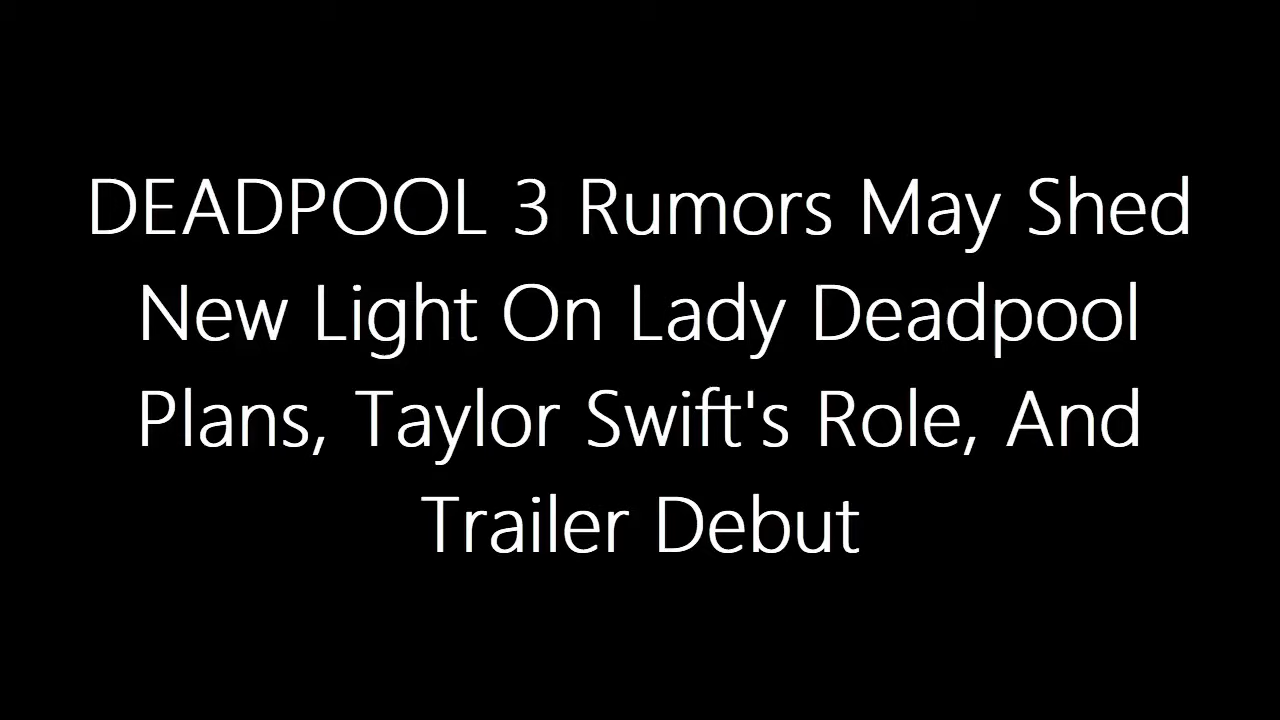 DEADPOOL 3 Rumors May Shed
New Light On Lady Deadpool
Plans, Taylor Swift's Role, And
Trailer Debut